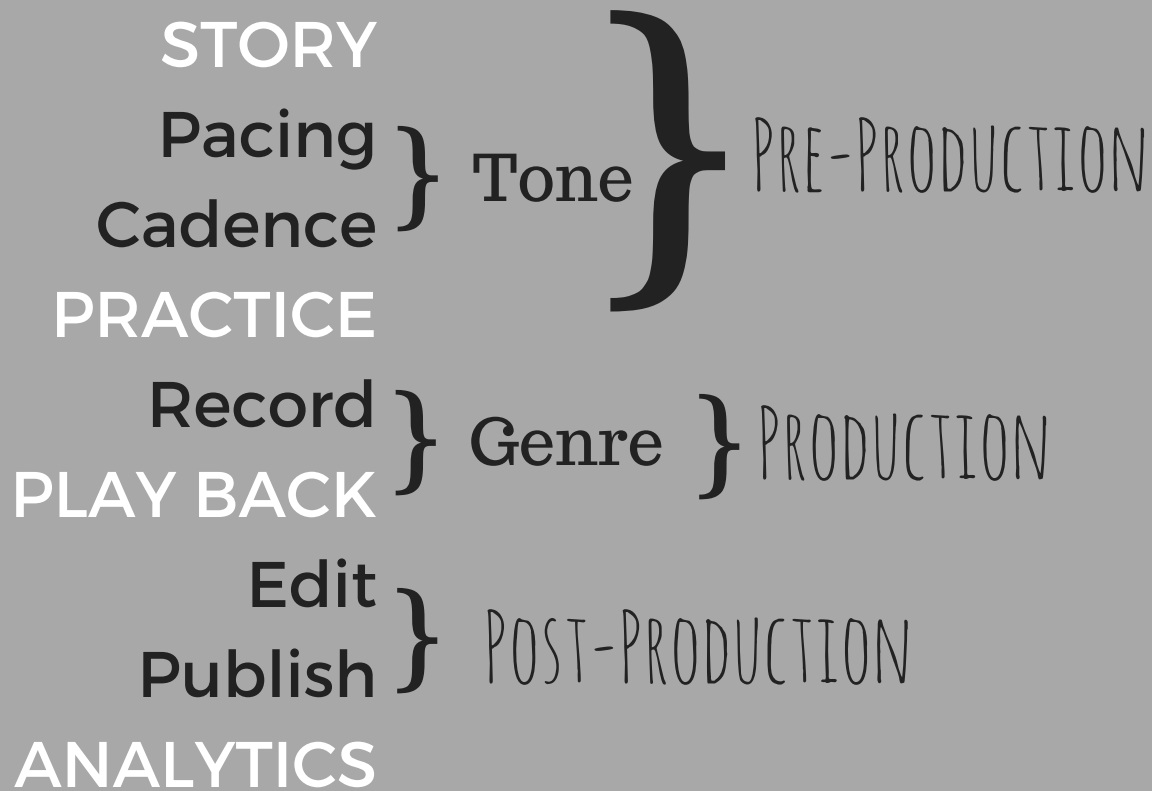 STORY
Pacing
Cadence
} Tone
} PRE-PRODUCTION
PRACTICE
Record
PLAY BACK
} Genre
} PRODUCTION
Edit
Publish
} POST-PRODUCTION
ANALYTICS